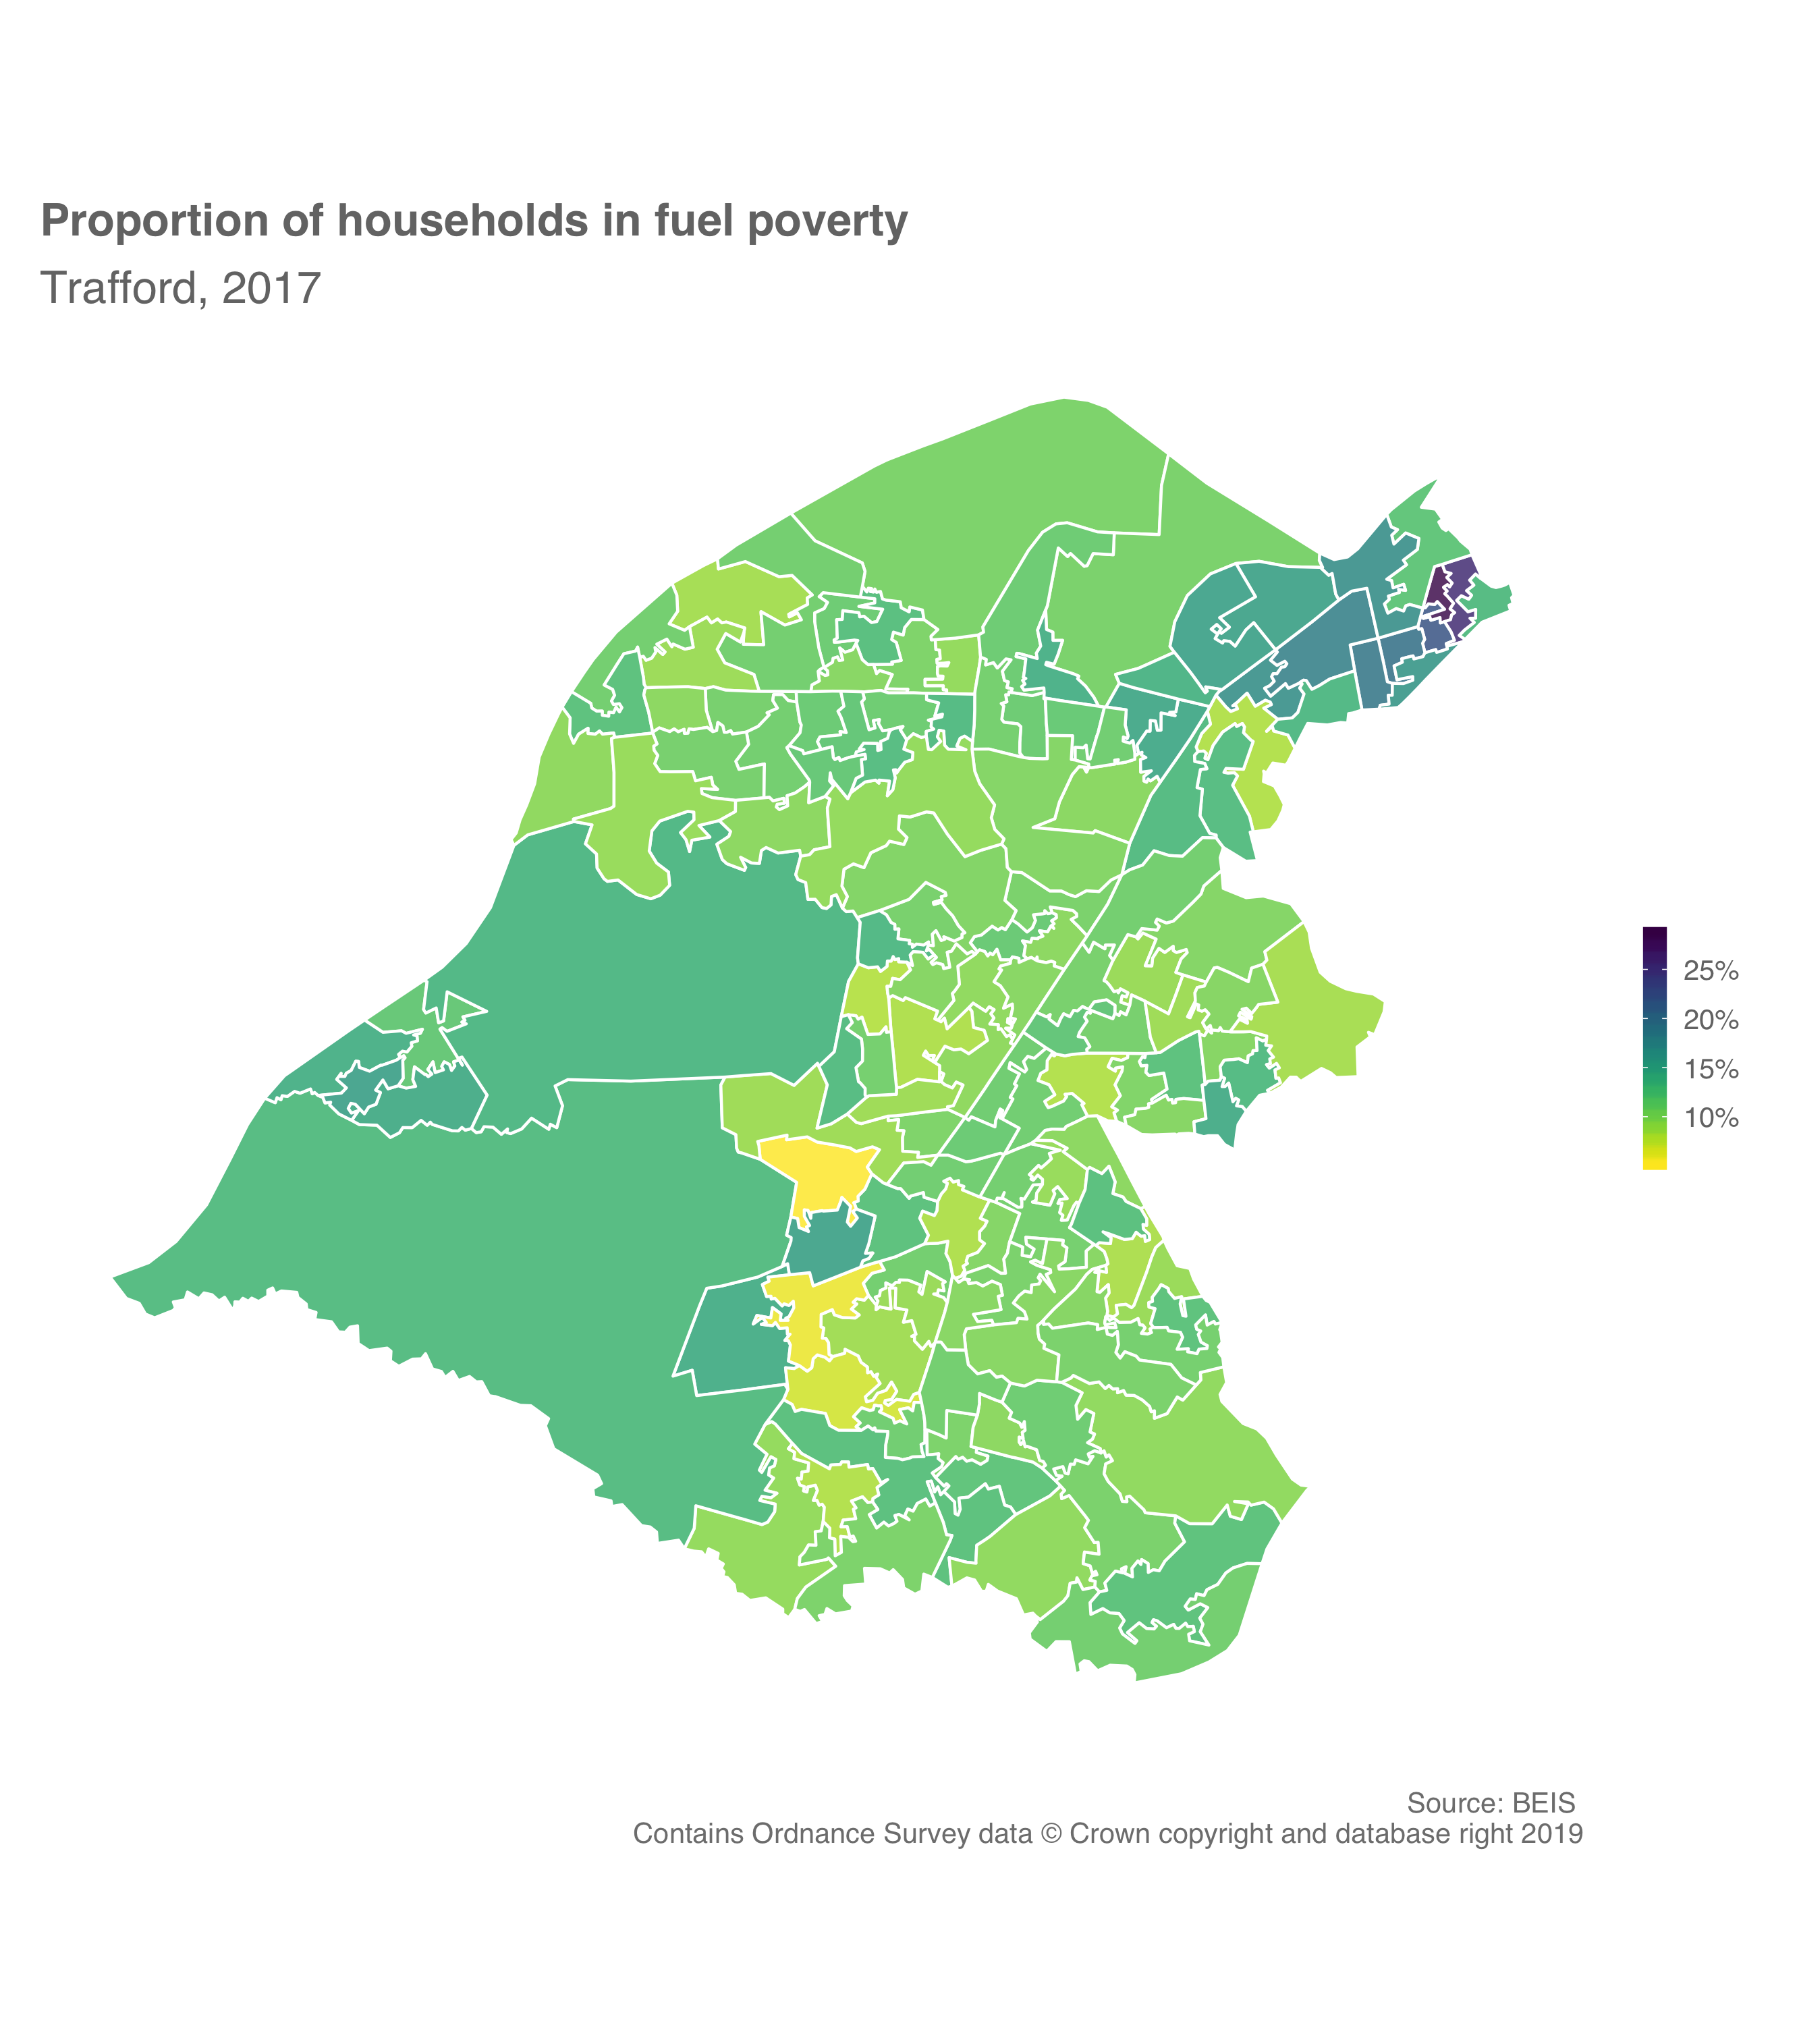 Proportion of households in fuel poverty
Trafford, 2017
25%
20%
15%
10%
Source: BEIS
Contains Ordnance Survey data © Crown copyright and database right 2019